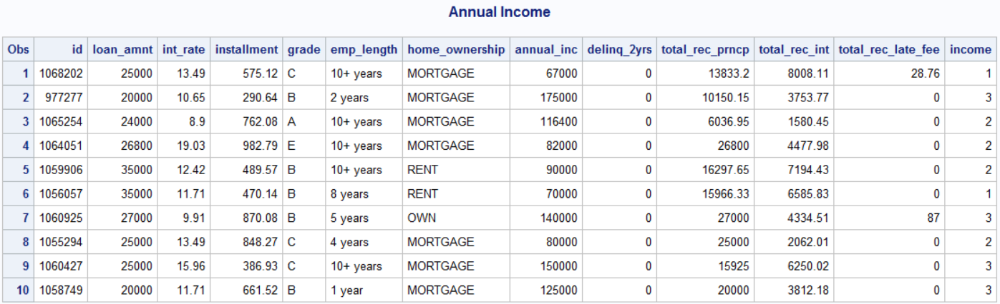 Annual Income
Obs id loan_amnt int_rate installment grade emp_length home_ownership annual_inc delinq_2yrs total_rec_prncp total_rec_int total_rec_late_fee income
1 1068202 25000 13.49 575.12 C 10+ years MORTGAGE 67000 0 13833.2 8008.11 28.76 1
2 977277 20000 10.65 290.64 B 2 years MORTGAGE 175000 0 10150.15 3753.77 0 3
3 1065254 24000 8.9 762.08 A 10+ years MORTGAGE 116400 0 6036.95 1580.45 0 2
4 1064051 26800 19.03 982.79 E 10+ years MORTGAGE 82000 0 26800 4477.98 0 2
5 1059906 35000 12.42 489.57 B 10+ years RENT 90000 0 16297.65 7194.43 0 2
6 1056057 35000 11.71 470.14 B 8 years RENT 70000 0 15966.33 6585.83 0 1
7 1060925 27000 9.91 870.08 B 5 years OWN 140000 0 27000 4334.51 87 3
8 1055294 25000 13.49 848.27 C 4 years MORTGAGE 80000 0 25000 2062.01 0 2
9 1060427 25000 15.96 386.93 C 10+ years MORTGAGE 150000 0 15925 6250.02 0 3
10 1058749 20000 11.71 661.52 B 1 year MORTGAGE 125000 0 20000 3812.18 0 3